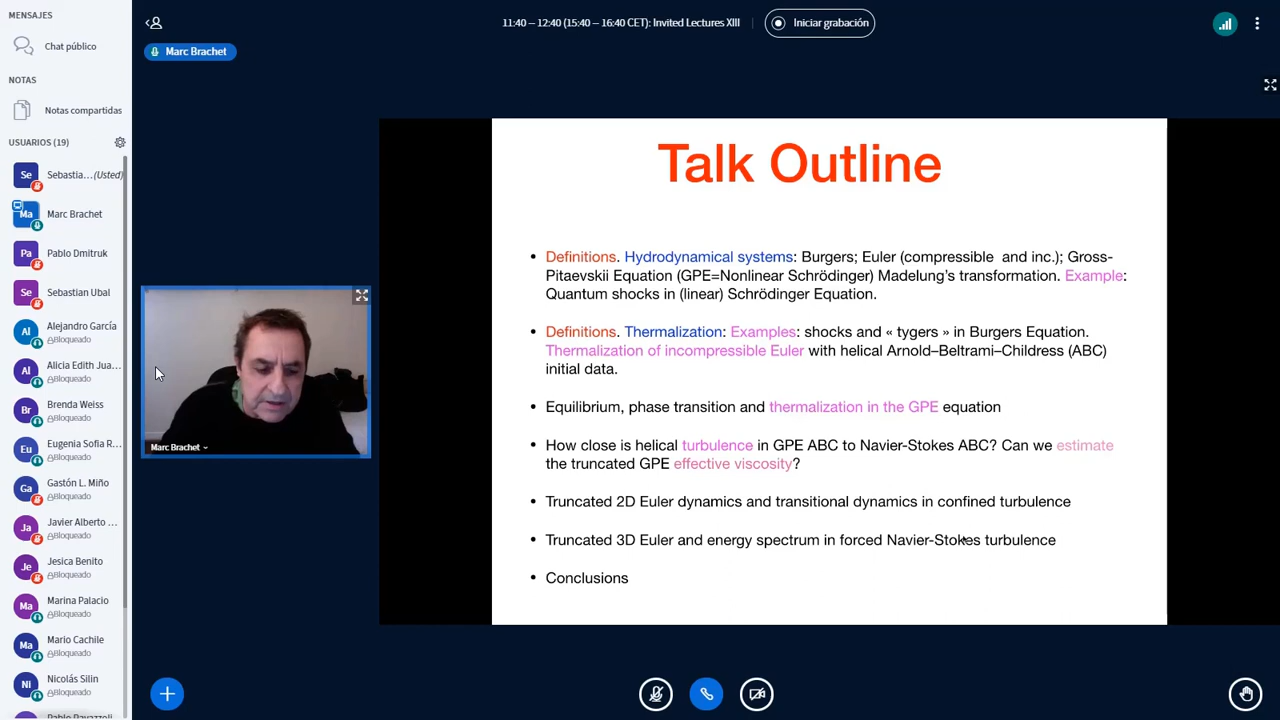 MENSAJES
Chat público
NOTAS
Notas compartidas
USUARIOS (19)
Se
Sebastia... (Usted)
Ma
Marc Brachet
Pa
Pablo Dmitruk
Se
Sebastian Ubal
Al
Alejandro García
Bloqueado
Al
Alicia Edith Jua...
Bloqueado
Br
Brenda Weiss
Bloqueado
Eu
Eugenia Sofia R...
Bloqueado
Ga
Gastón L. Miño
Bloqueado
Ja
Javier Alberto ...
Bloqueado
Je
Jesica Benito
Bloqueado
Ma
Marina Palacio
Bloqueado
Ma
Mario Cachile
Bloqueado
Ni
Nicolás Silin
Bloqueado
11:40 – 12:40 (15:40 – 16:40 CET): Invited Lectures XIII
Iniciar grabación
Marc Brachet
Marc Brachet
Talk Outline
• Definitions. Hydrodynamical systems: Burgers; Euler (compressible and inc.); Gross-
Pitaevskii Equation (GPE=Nonlinear Schrödinger) Madelung's transformation. Example:
Quantum shocks in (linear) Schrödinger Equation.
• Definitions. Thermalization: Examples: shocks and « tygers » in Burgers Equation.
Thermalization of incompressible Euler with helical Arnold–Beltrami–Childress (ABC)
initial data.
• Equilibrium, phase transition and thermalization in the GPE equation
• How close is helical turbulence in GPE ABC to Navier-Stokes ABC? Can we estimate
the truncated GPE effective viscosity?
• Truncated 2D Euler dynamics and transitional dynamics in confined turbulence
• Truncated 3D Euler and energy spectrum in forced Navier-Stokes turbulence
• Conclusions